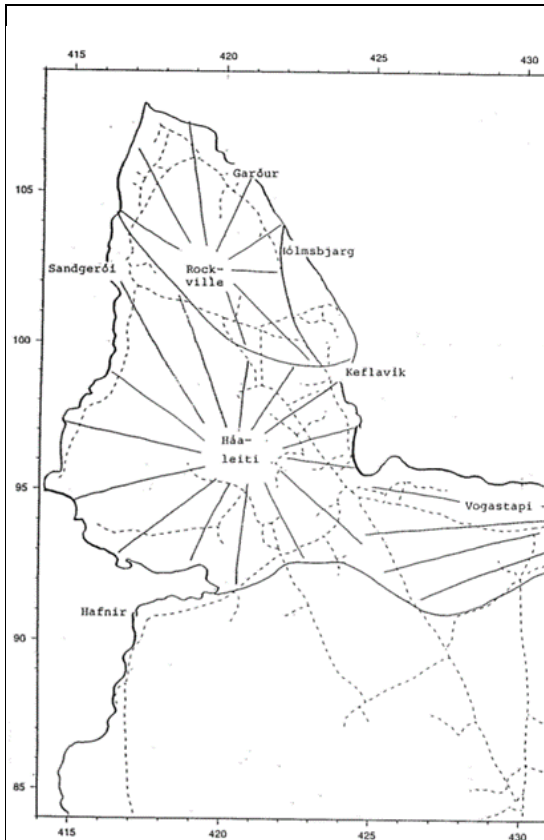 415
420
425
430
105
Garður
Hólmsbjarg
Sandgerði
Rock-
ville
100
Keflavík
Háa-
leiti
95
Vogastapi
Hafnir
90
85
415
420
425
430